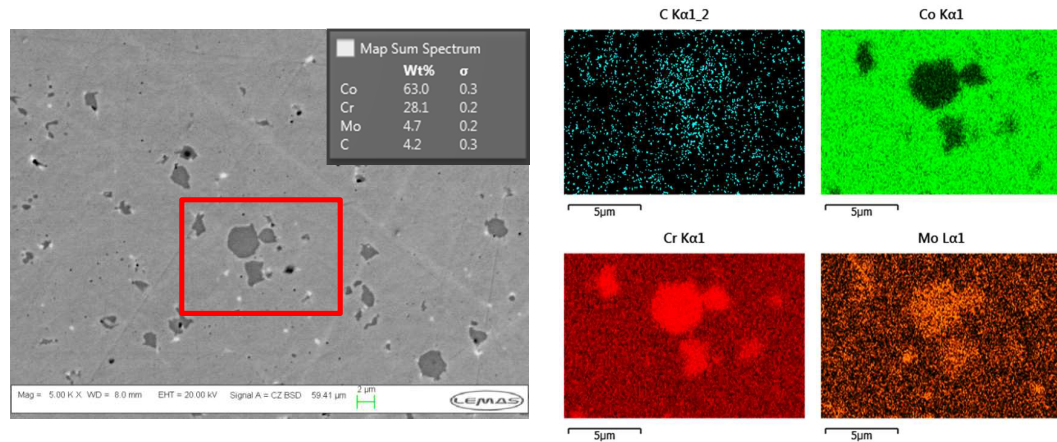 Map Sum Spectrum
Wt% σ
Co 63.0 0.3
Cr 28.1 0.2
Mo 4.7 0.2
C 4.2 0.3
Mag = 5.00 K X WD = 8.0 mm EHT = 20.00 kV Signal A = CZ BSD 59.41 µm 2 µm LEMAS
C Kα1_2
5µm
Co Kα1
5µm
Cr Kα1
5µm
Mo Lα1
5µm